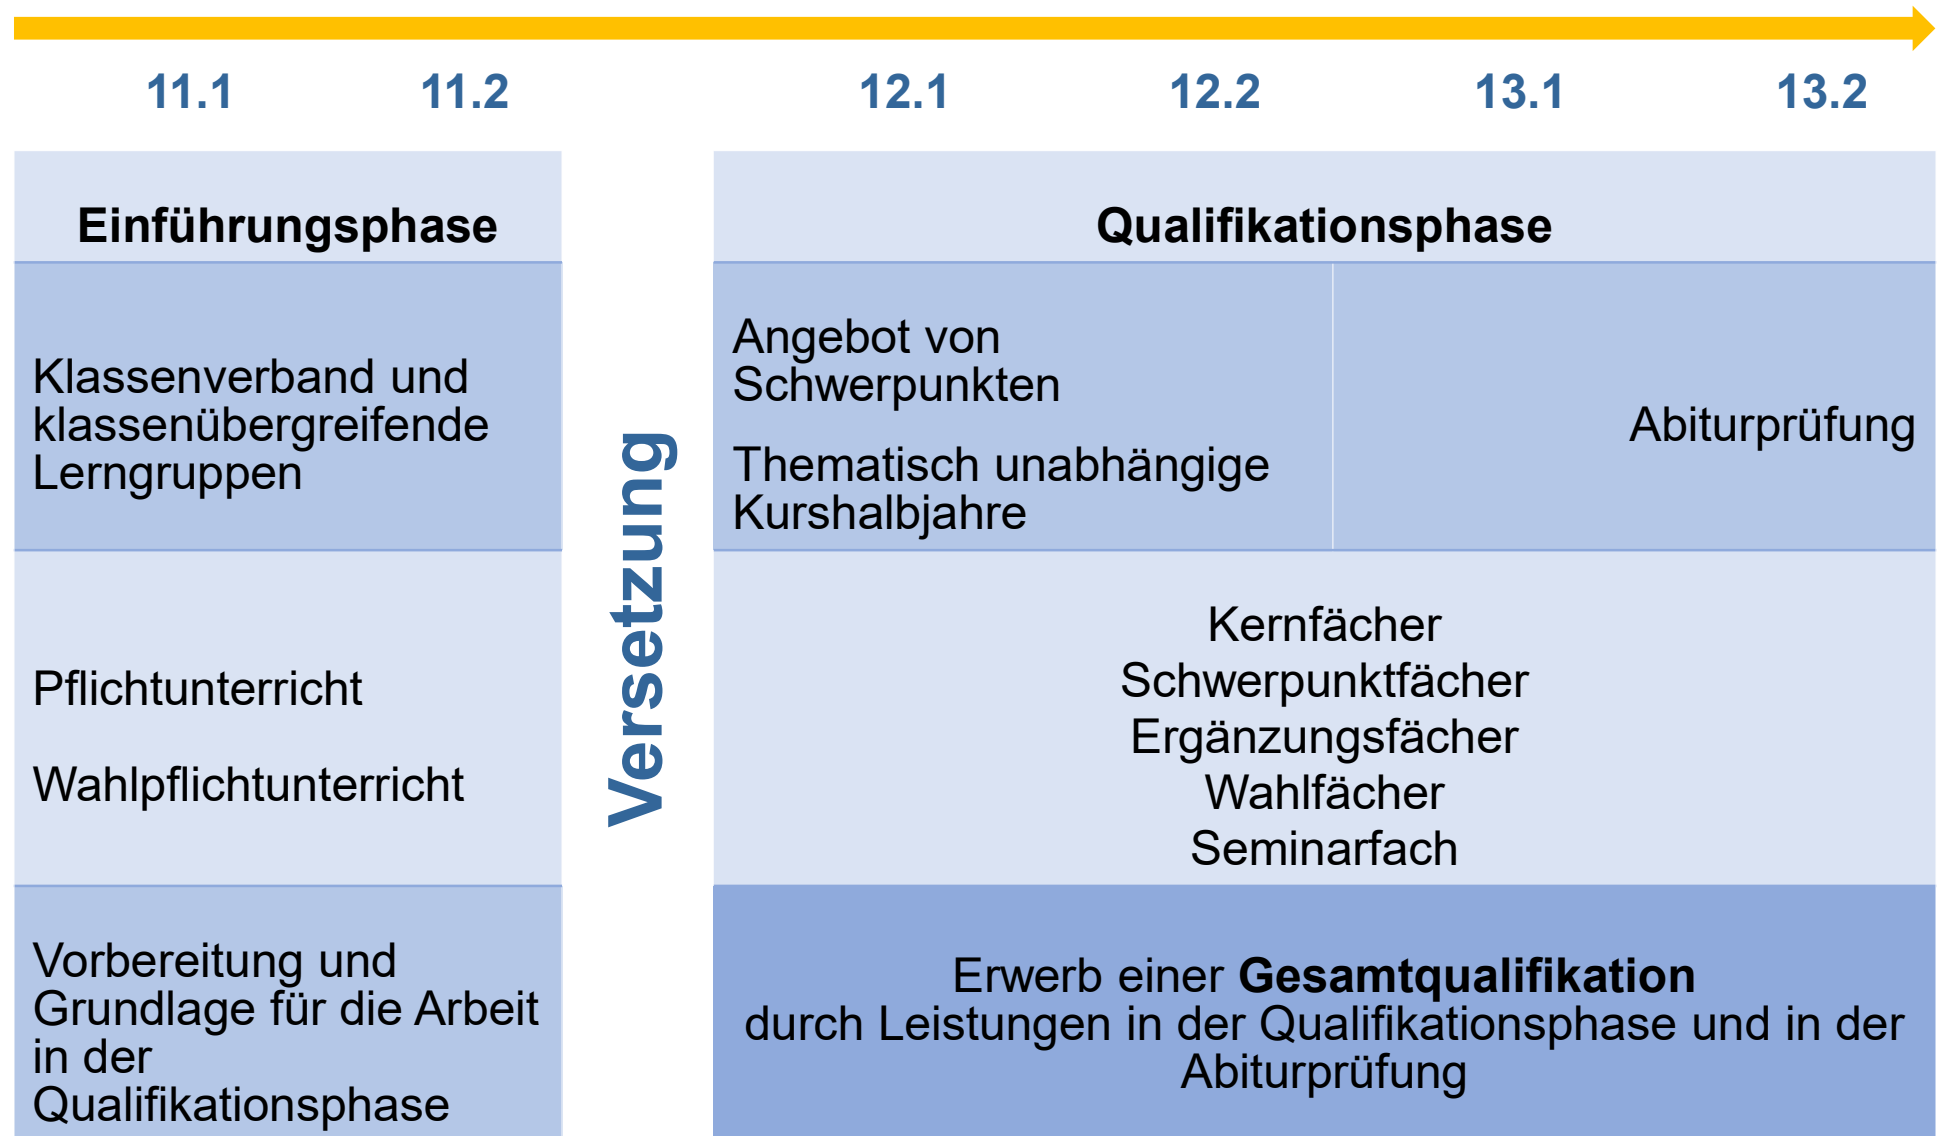 11.1 11.2 12.1 12.2 13.1 13.2
Einführungsphase
Klassenverband und
klassenübergreifende
Lerngruppen
Pflichtunterricht
Wahlpflichtunterricht
Vorbereitung und
Grundlage für die Arbeit
in der
Qualifikationsphase
Versetzung
Qualifikationsphase
Angebot von
Schwerpunkten
Thematisch unabhängige
Kurshalbjahre
Abiturprüfung
Kernfächer
Schwerpunktfächer
Ergänzungsfächer
Wahlfächer
Seminarfach
Erwerb einer Gesamtqualifikation
durch Leistungen in der Qualifikationsphase und in der
Abiturprüfung